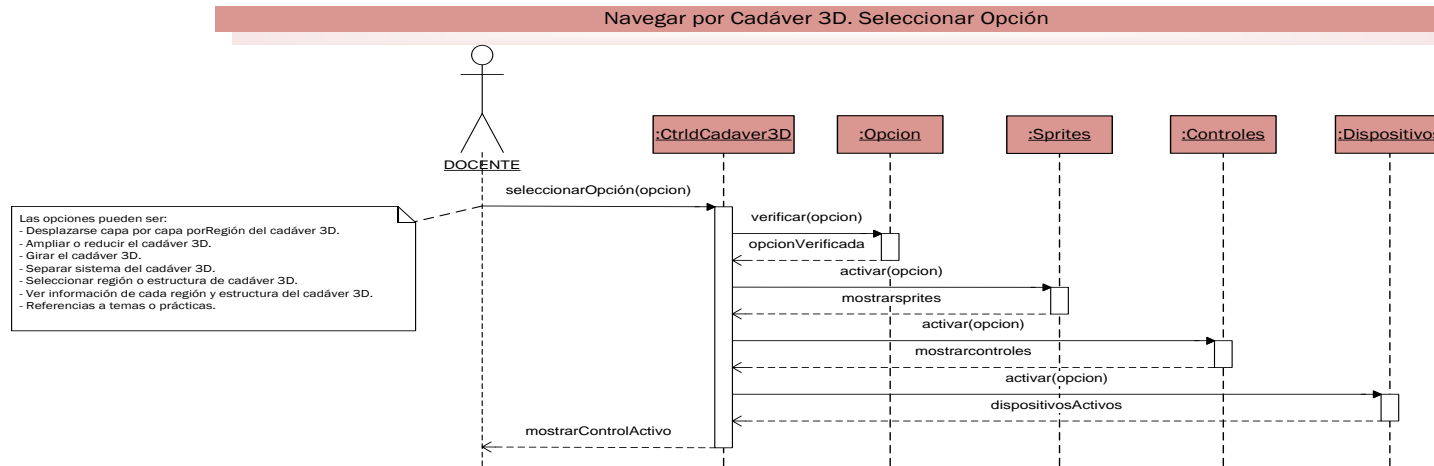 Navegar por Cadáver 3D. Seleccionar Opción
:CtrldCadaver3D
:Opcion
:Sprites
:Controles
:Dispositivos
DOCENTE
seleccionarOpción(opcion)
Las opciones pueden ser:
- Desplazarse capa por capa porRegión del cadáver 3D.
- Ampliar o reducir el cadáver 3D.
- Girar el cadáver 3D.
- Separar sistema del cadáver 3D.
- Seleccionar región o estructura de cadáver 3D.
- Ver información de cada región y estructura del cadáver 3D.
- Referencias a temas o prácticas.
verificar(opcion)
opcionVerificada
activar(opcion)
mostrarsprites
activar(opcion)
mostrarcontroles
activar(opcion)
dispositivosActivos
mostrarControlActivo